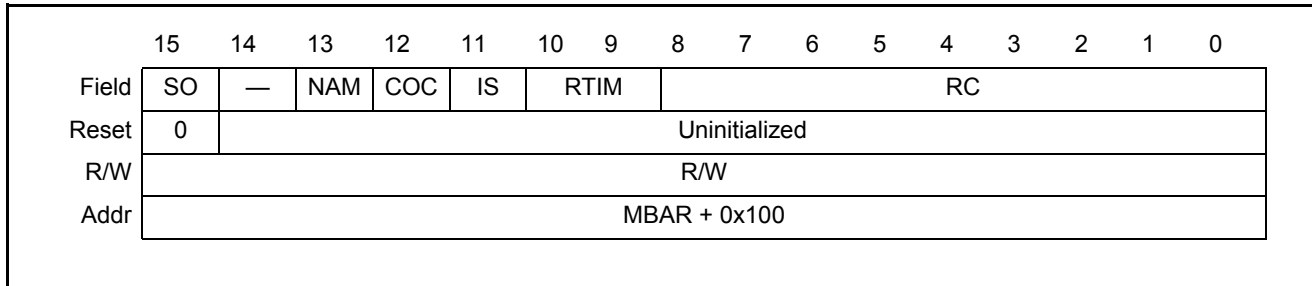 15 14 13 12 11 10 9 8 7 6 5 4 3 2 1 0
Field SO — NAM COC IS RTIM RC
Reset 0 Uninitialized
R/W R/W
Addr MBAR + 0x100